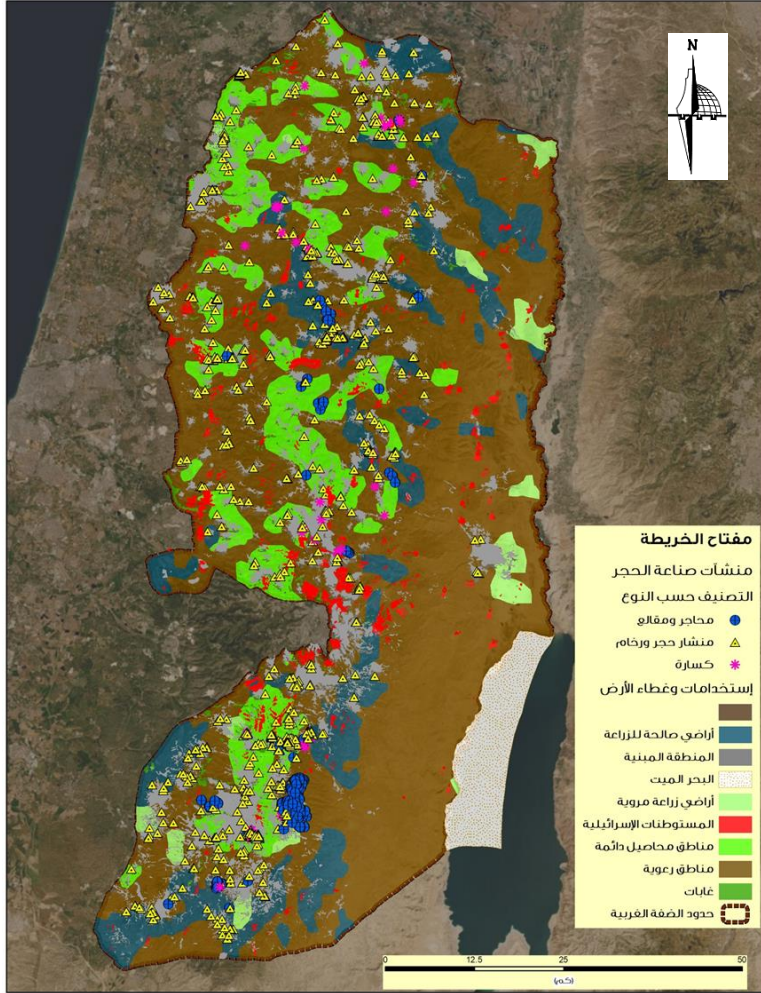 N
مفتاح الخريطة
منشآت صناعة الحجر
التصنيف حسب النوع
محاجر ومقالع
منشار حجر ورخام
كسارة
إستخدامات وغطاء الأرض
أراضي صالحة للزراعة
المنطقة المبنية
البحر الميت
أراضي زراعة مروية
المستوطنات الإسرائيلية
مناطق محاصيل دائمة
مناطق رعوية
غابات
حدود الضفة الغربية
0 12.5 25 50
(كم)